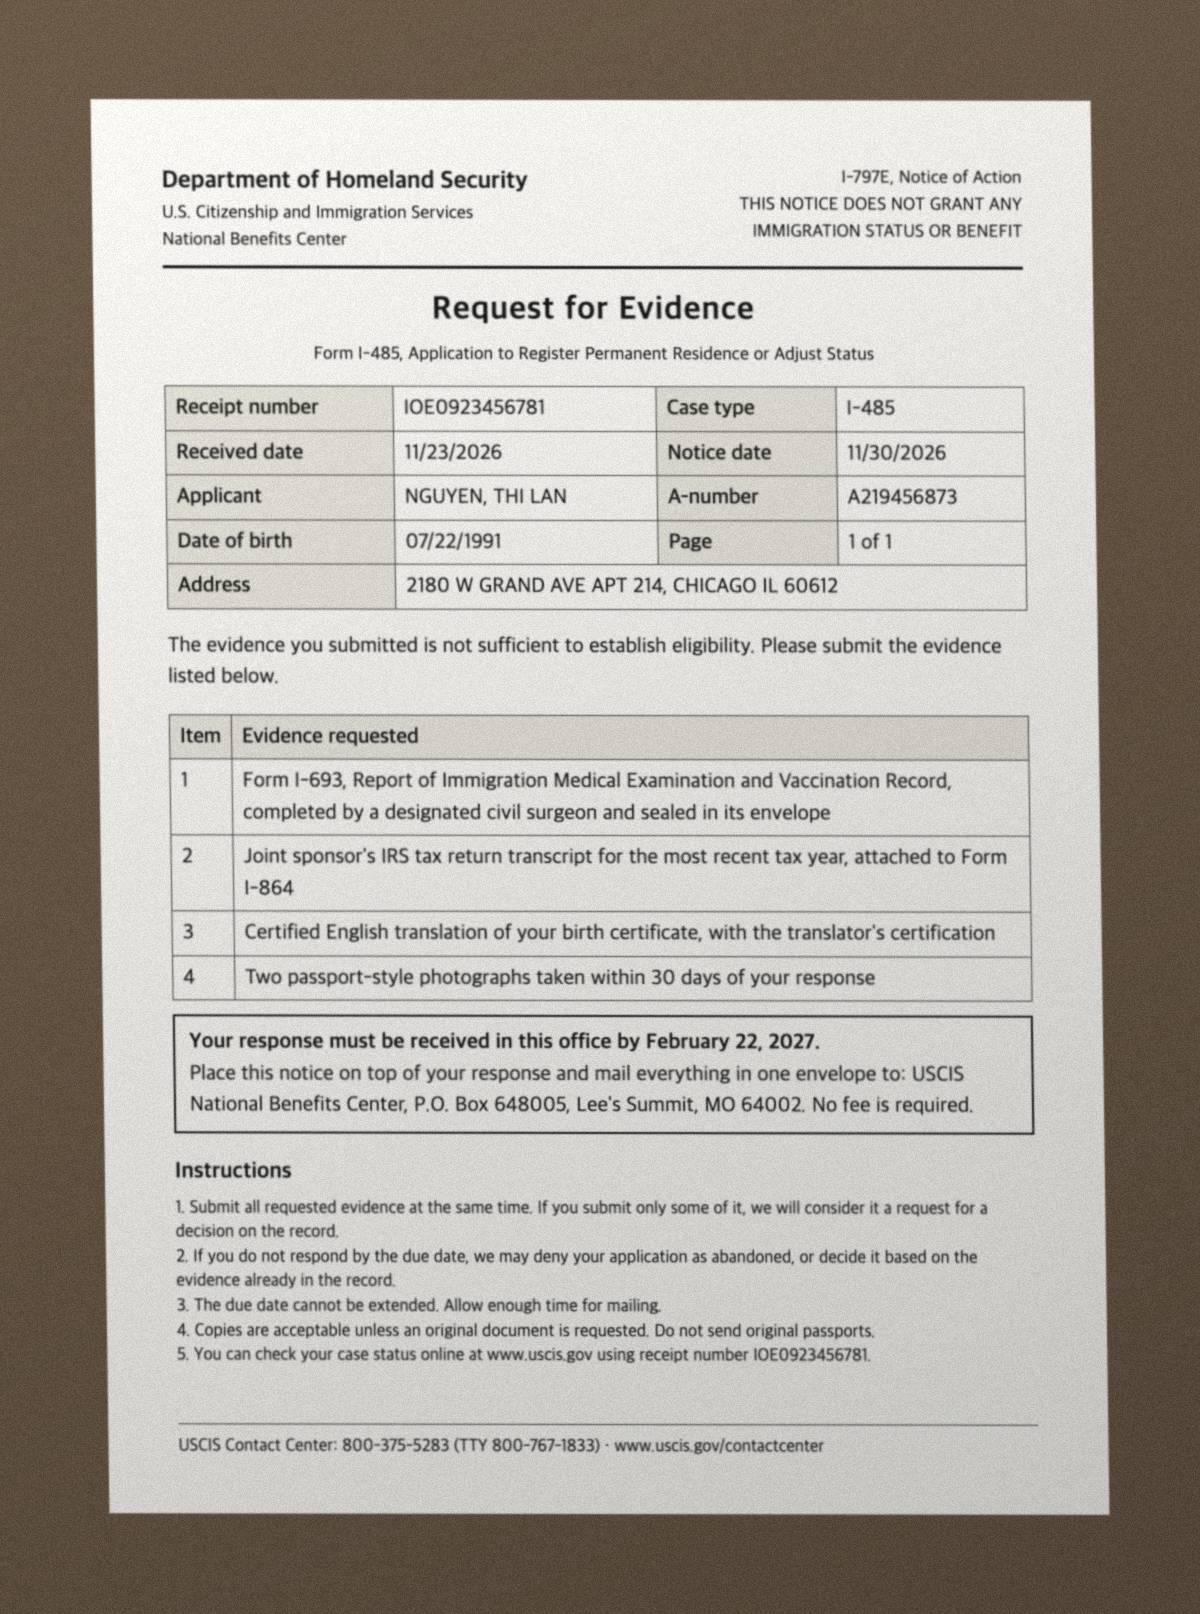 Department of Homeland Security
U.S. Citizenship and Immigration Services
National Benefits Center
I-797E, Notice of Action
THIS NOTICE DOES NOT GRANT ANY
IMMIGRATION STATUS OR BENEFIT
Request for Evidence
Form I-485, Application to Register Permanent Residence or Adjust Status
Receipt number IOE0923456781 Case type I-485
Received date 11/23/2026 Notice date 11/30/2026
Applicant NGUYEN, THI LAN A-number A219456873
Date of birth 07/22/1991 Page 1 of 1
Address 2180 W GRAND AVE APT 214, CHICAGO IL 60612
The evidence you submitted is not sufficient to establish eligibility. Please submit the evidence
listed below.
Item Evidence requested
1 Form I-693, Report of Immigration Medical Examination and Vaccination Record,
completed by a designated civil surgeon and sealed in its envelope
2 Joint sponsor's IRS tax return transcript for the most recent tax year, attached to Form
I-864
3 Certified English translation of your birth certificate, with the translator's certification
4 Two passport-style photographs taken within 30 days of your response
Your response must be received in this office by February 22, 2027.
Place this notice on top of your response and mail everything in one envelope to: USCIS
National Benefits Center, P.O. Box 648005, Lee's Summit, MO 64002. No fee is required.
Instructions
1. Submit all requested evidence at the same time. If you submit only some of it, we will consider it a request for a
decision on the record.
2. If you do not respond by the due date, we may deny your application as abandoned, or decide it based on the
evidence already in the record.
3. The due date cannot be extended. Allow enough time for mailing.
4. Copies are acceptable unless an original document is requested. Do not send original passports.
5. You can check your case status online at www.uscis.gov using receipt number IOE0923456781.
USCIS Contact Center: 800-375-5283 (TTY 800-767-1833) · www.uscis.gov/contactcenter